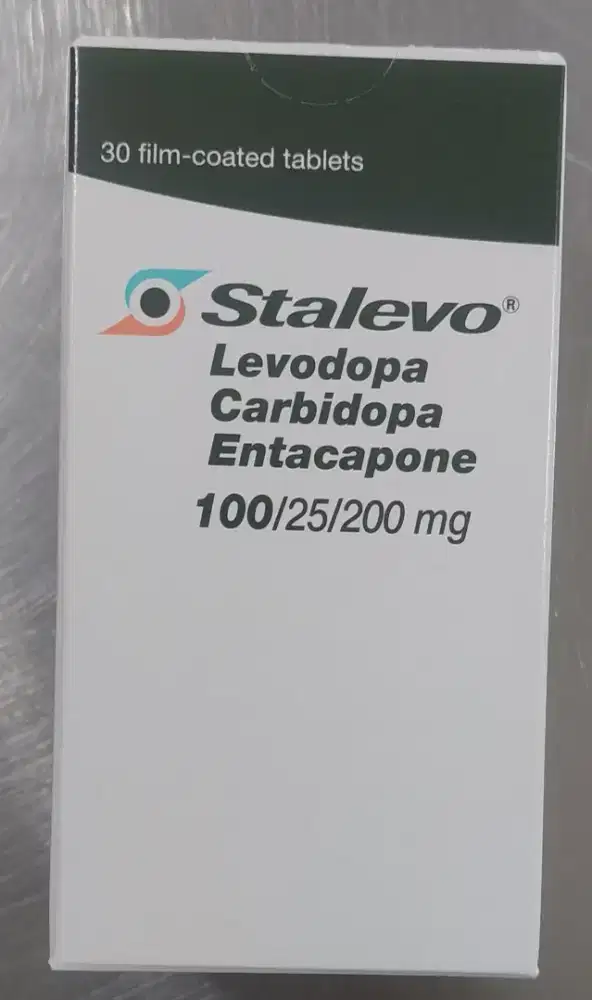 30 film-coated tablets
Stalevo®
Levodopa
Carbidopa
Entacapone
100/25/200 mg